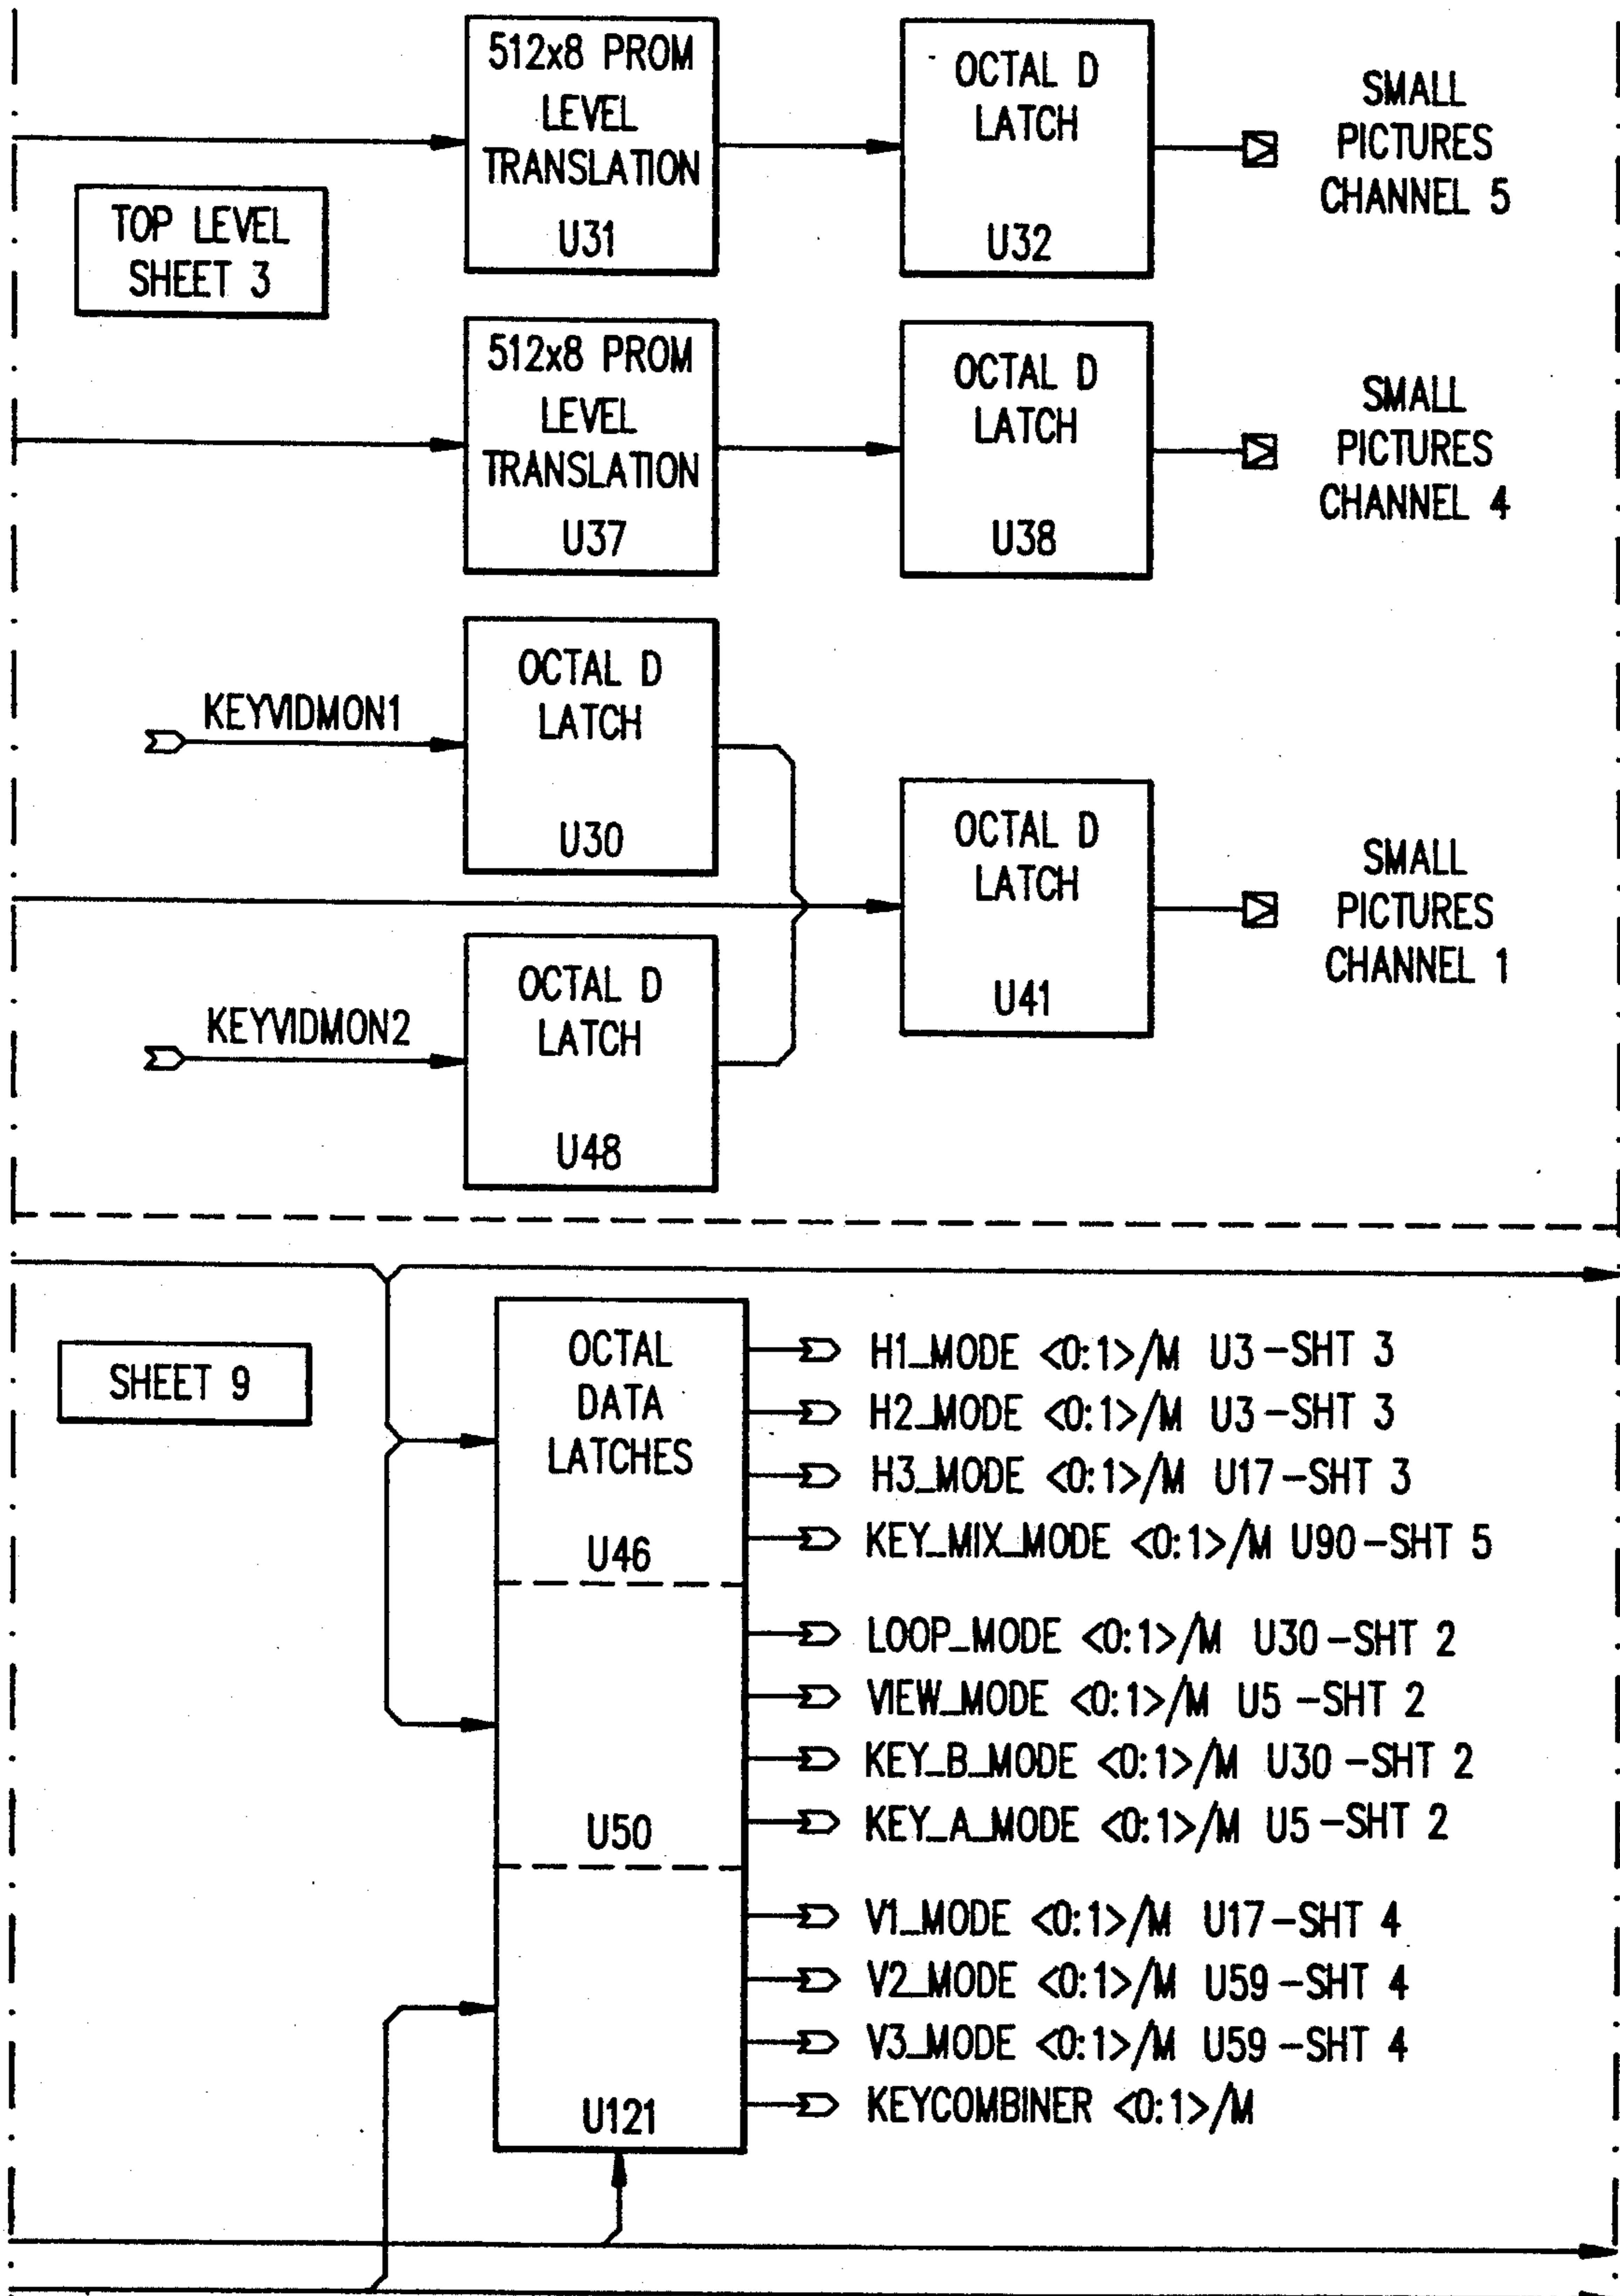 512x8 PROM
LEVEL
TRANSLATION
U31
OCTAL D
LATCH
U32
SMALL
PICTURES
CHANNEL 5
TOP LEVEL
SHEET 3
512x8 PROM
LEVEL
TRANSLATION
U37
OCTAL D
LATCH
U38
SMALL
PICTURES
CHANNEL 4
KEYVIDMON1
OCTAL D
LATCH
U30
OCTAL D
LATCH
U41
SMALL
PICTURES
CHANNEL 1
KEYVIDMON2
OCTAL D
LATCH
U48
SHEET 9
OCTAL
DATA
LATCHES
U46
U50
U121
H1_MODE <0:1>/M U3-SHT 3
H2_MODE <0:1>/M U3-SHT 3
H3_MODE <0:1>/M U17-SHT 3
KEY_MIX_MODE <0:1>/M U90-SHT 5
LOOP_MODE <0:1>/M U30-SHT 2
VIEW_MODE <0:1>/M U5-SHT 2
KEY_B_MODE <0:1>/M U30-SHT 2
KEY_A_MODE <0:1>/M U5-SHT 2
V1_MODE <0:1>/M U17-SHT 4
V2_MODE <0:1>/M U59-SHT 4
V3_MODE <0:1>/M U59-SHT 4
KEYCOMBINER <0:1>/M